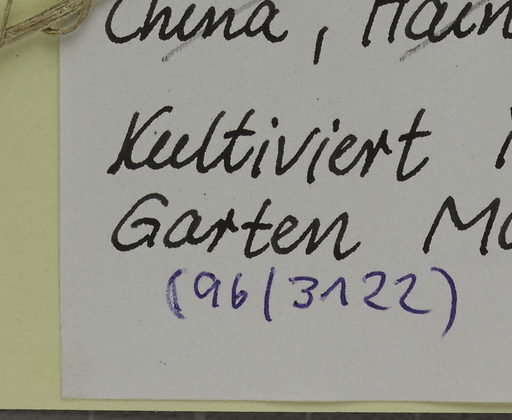 China, Hain
Kultiviert
Garten
(96/3122)